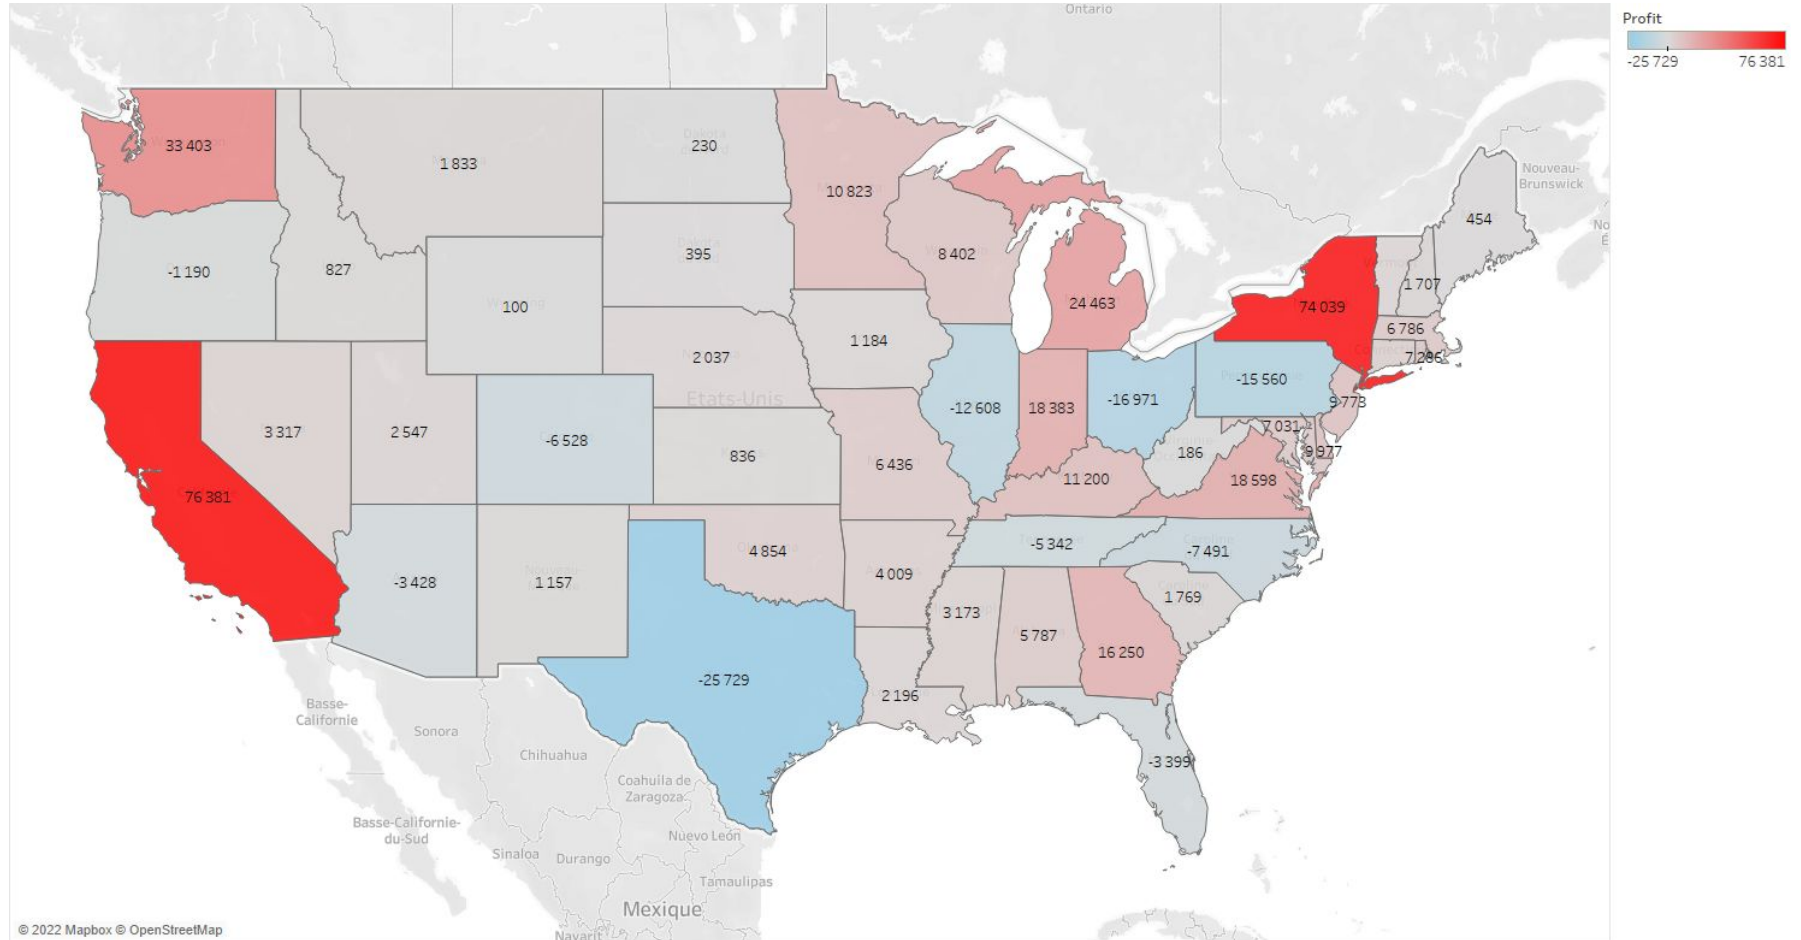 Ontario
Profit
-25 729 76 381
Nouveau-
Brunswick
33 403
1 833
230
10 823
454
-1 190
827
100
395
8 402
24 463
74 039
1 707
6 786
7 286
2 037
1 184
Etats-Unis
-12 608
18 383
-16 971
-15 560
9 773
3 317
2 547
-6 528
836
6 436
11 200
186
7 031
9 977
18 598
76 381
-3 428
1 157
4 854
4 009
-5 342
-7 491
3 173
5 787
16 250
1 769
-25 729
2 196
-3 399
Basse-
Californie
Sonora
Chihuahua
Coahuila de
Zaragoza
Basse-Californie-
du-Sud
Nuevo León
Sinaloa
Durango
Tamaulipas
Mexique
Navarit
© 2022 Mapbox © OpenStreetMap